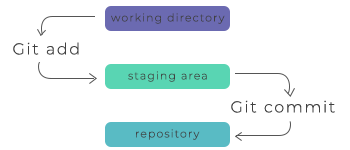 working directory
Git add
staging area
Git commit
repository